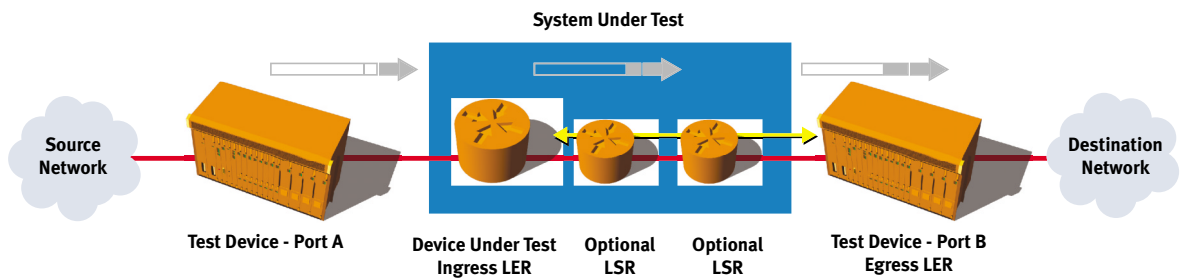 System Under Test
Source
Network
Destination
Network
Test Device - Port A
Device Under Test
Ingress LER
Optional
LSR
Optional
LSR
Test Device - Port B
Egress LER